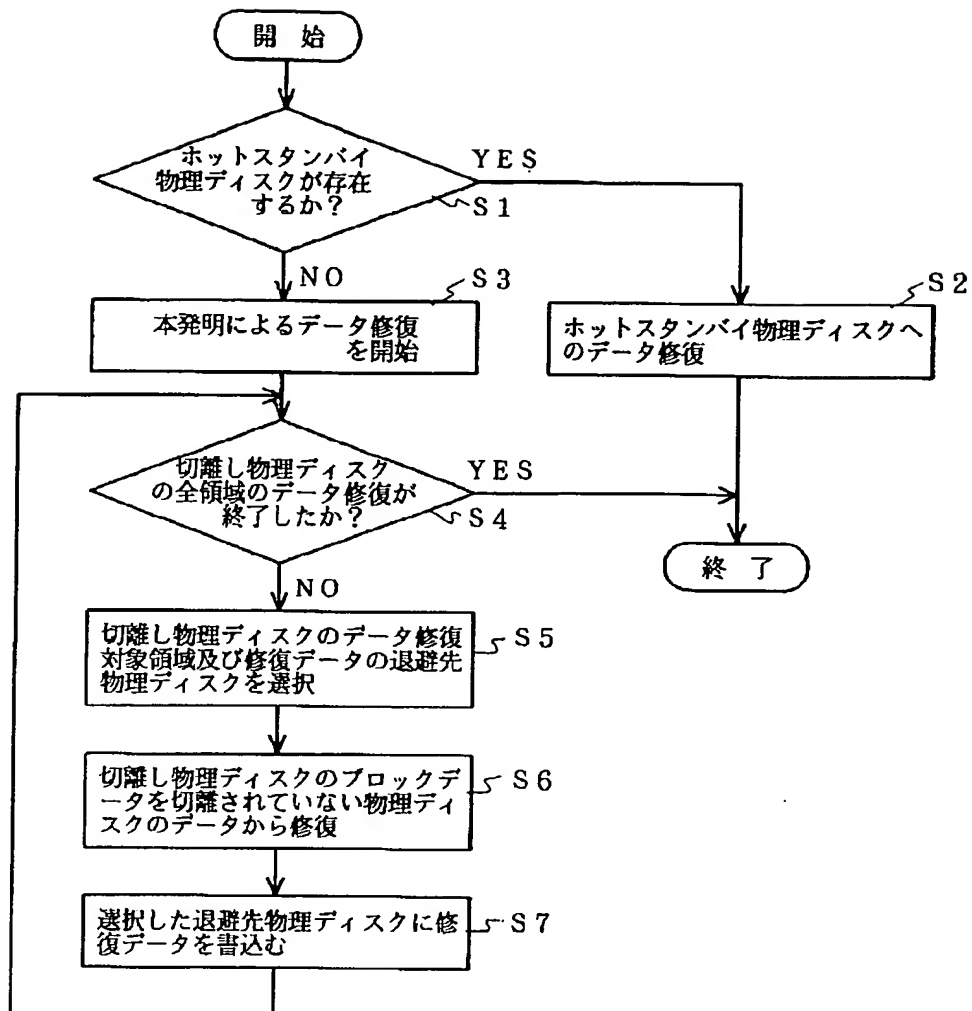 開 始
ホットスタンバイ
物理ディスクが存在
するか?
YES
S1
NO
S3
S2
本発明によるデータ修復
を開始
ホットスタンバイ物理ディスクへ
のデータ修復
切離し物理ディスク
の全領域のデータ修復が
終了したか?
YES
S4
終 了
NO
切離し物理ディスクのデータ修復
対象領域及び修復データの退避先
物理ディスクを選択
S5
切離し物理ディスクのブロックデ
ータを切離されていない物理ディ
スクのデータから修復
S6
選択した退避先物理ディスクに修
復データを書込む
S7